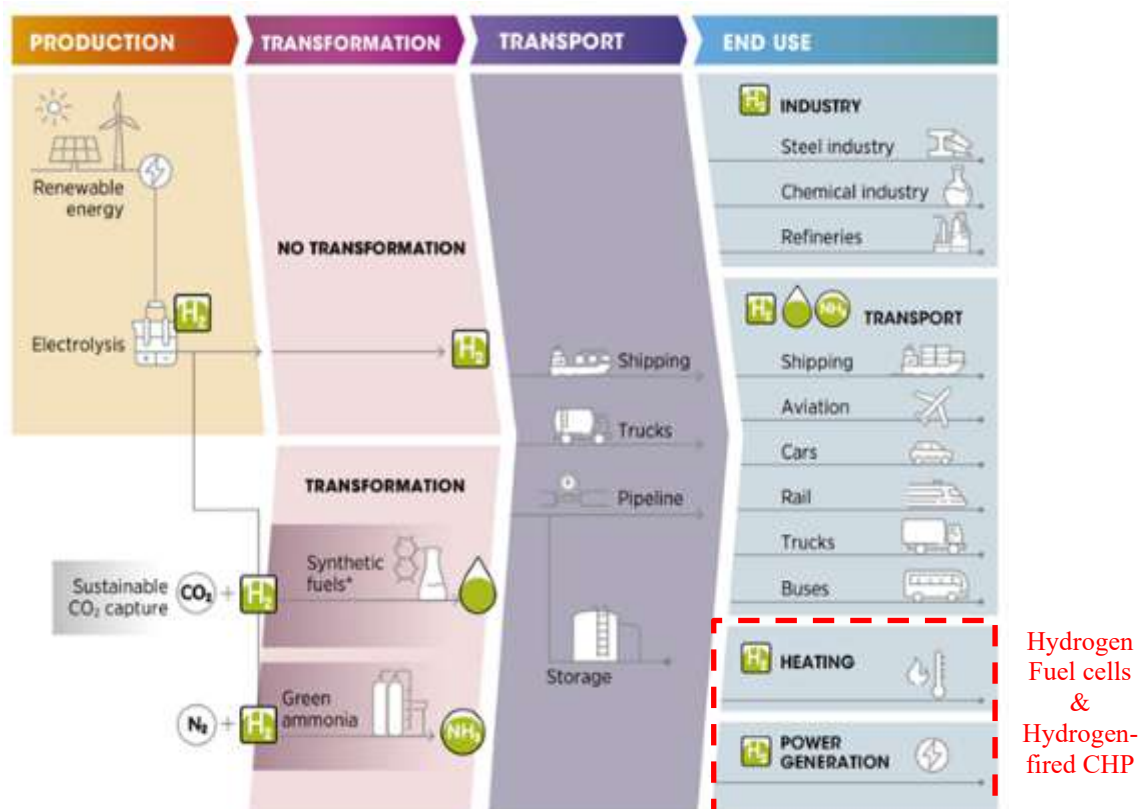 PRODUCTION
TRANSFORMATION
TRANSPORT
END USE
Renewable
energy
H₂
Electrolysis
NO TRANSFORMATION
H₂
TRANSFORMATION
Sustainable
CO₂ capture
CO₂ + H₂
Synthetic
fuels*
N₂ + H₂
Green
ammonia
NH₃
Shipping
Trucks
Pipeline
Storage
H₂ INDUSTRY
Steel industry
Chemical industry
Refineries
H₂ NH₃ TRANSPORT
Shipping
Aviation
Cars
Rail
Trucks
Buses
H₂ HEATING
H₂ POWER
GENERATION
Hydrogen
Fuel cells
&
Hydrogen-
fired CHP